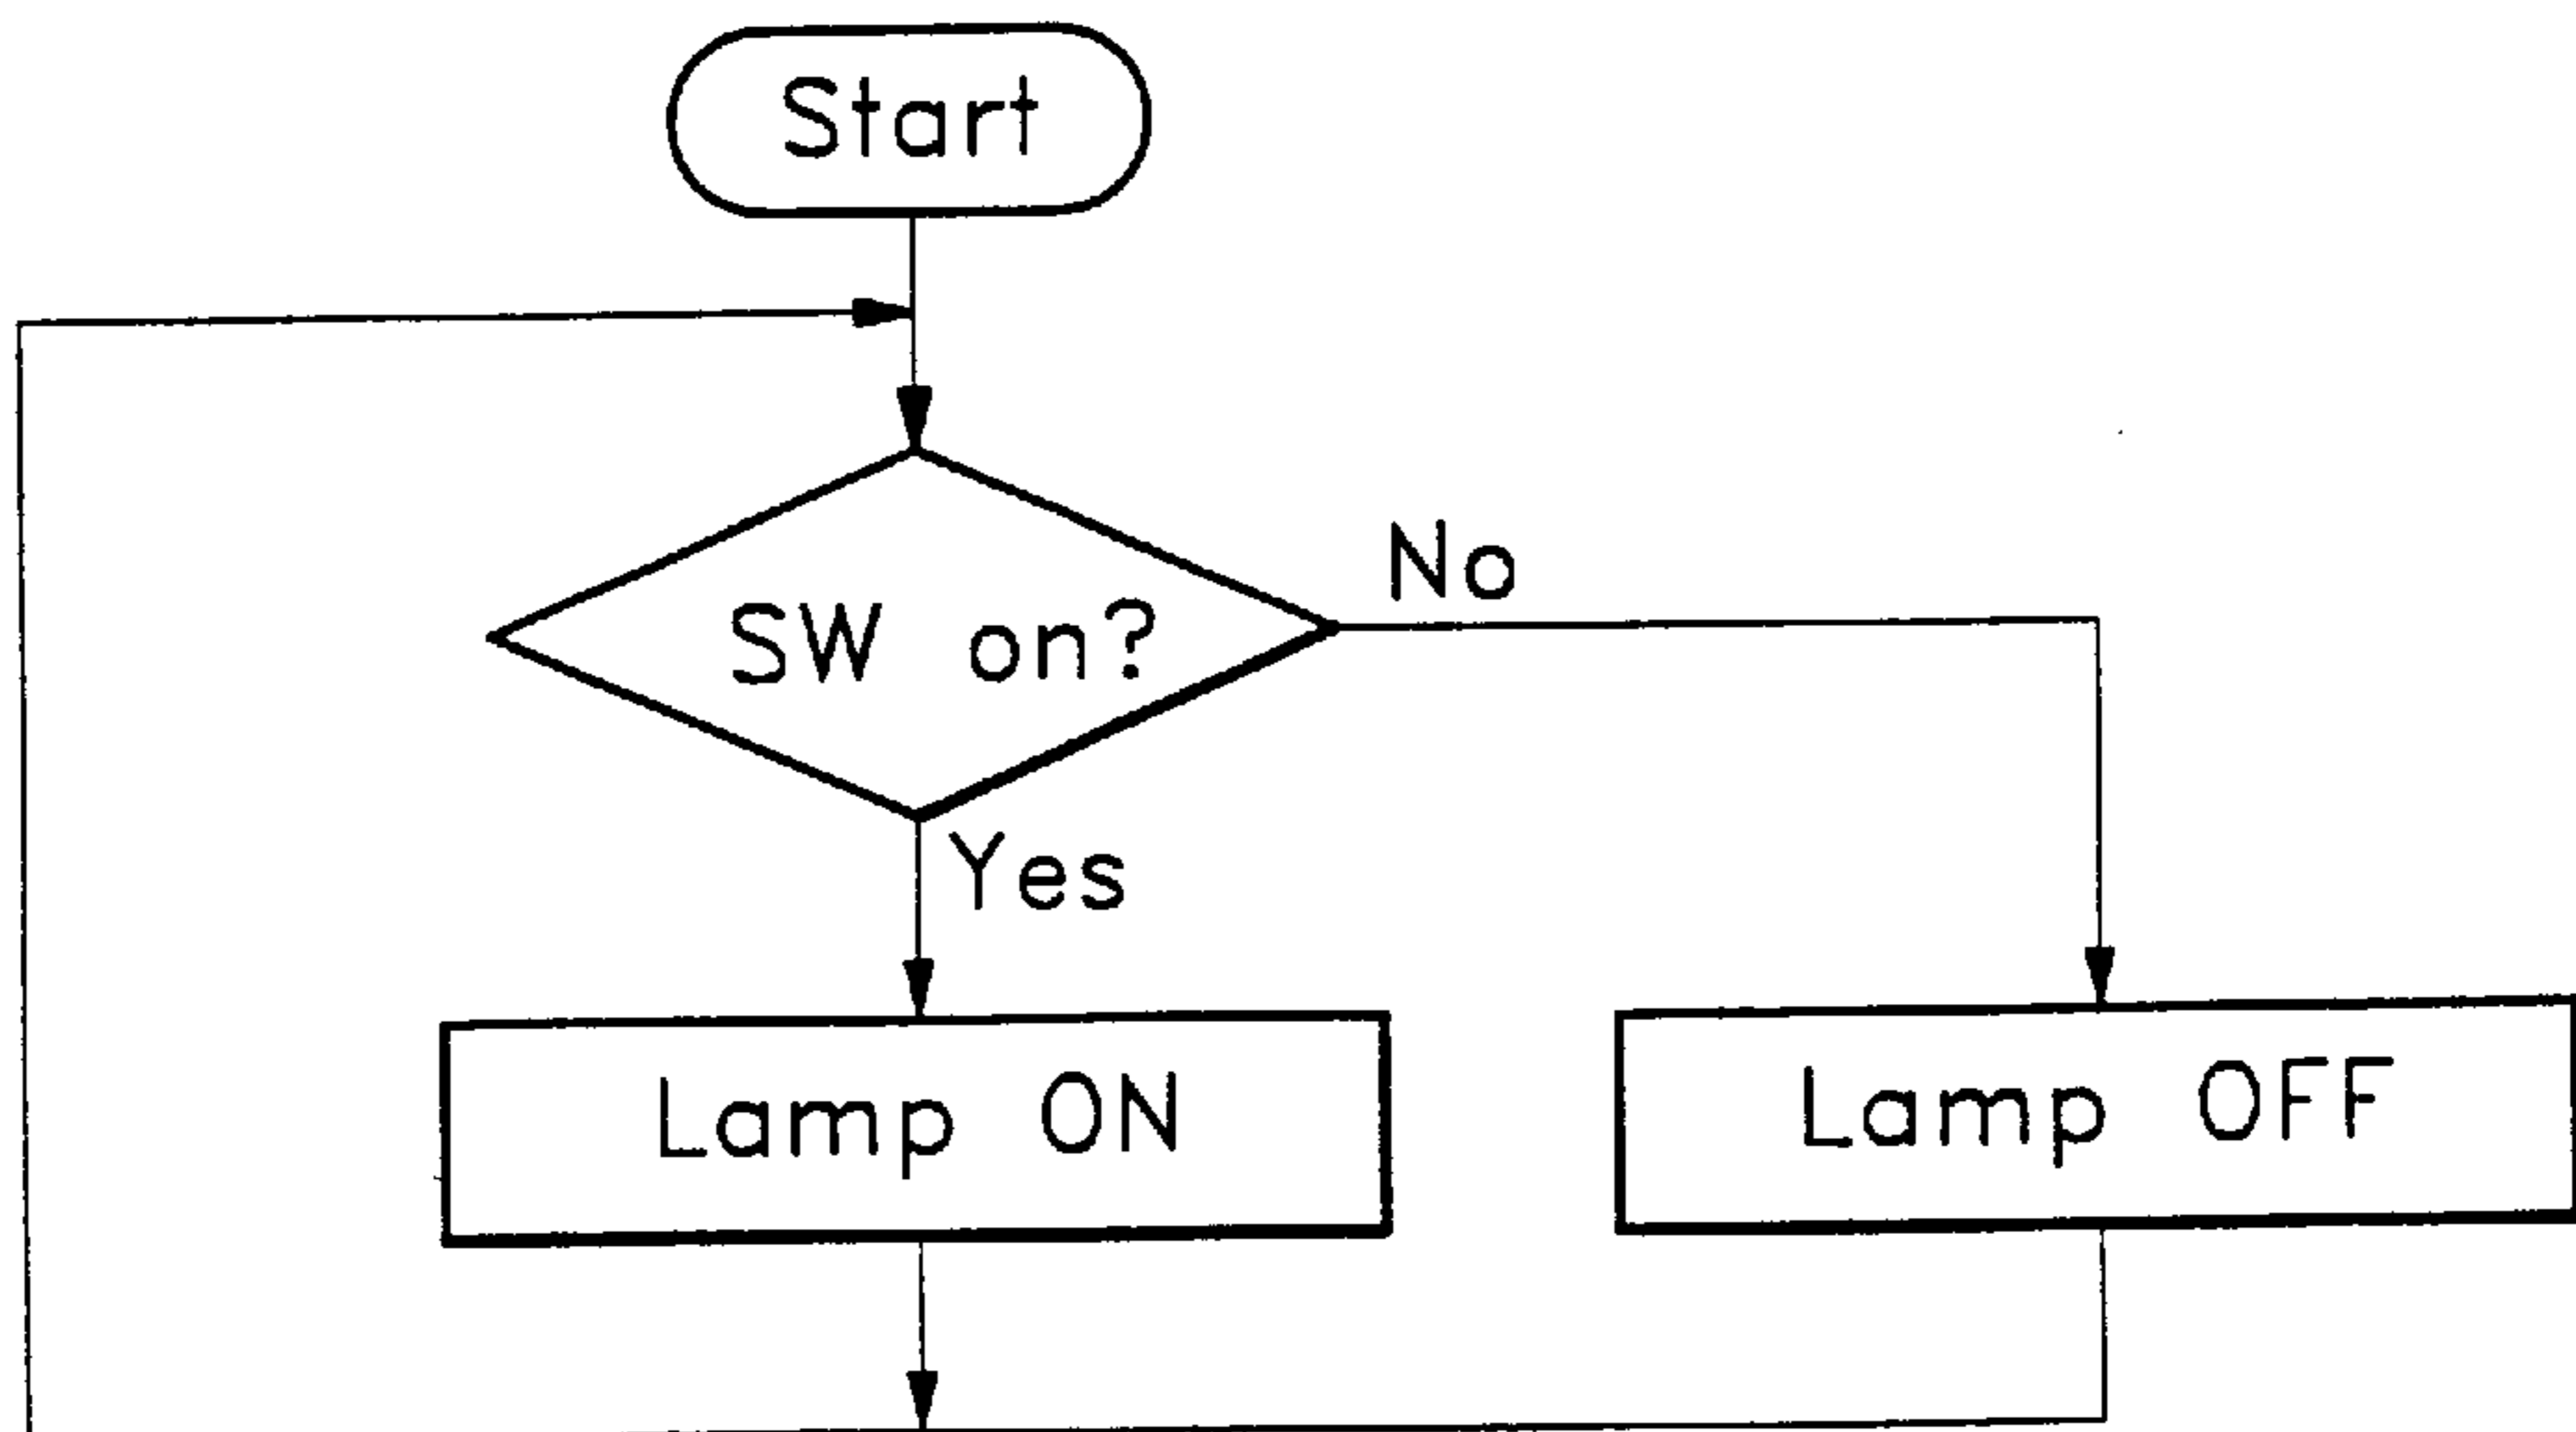 Start
SW on?
No
Yes
Lamp ON
Lamp OFF